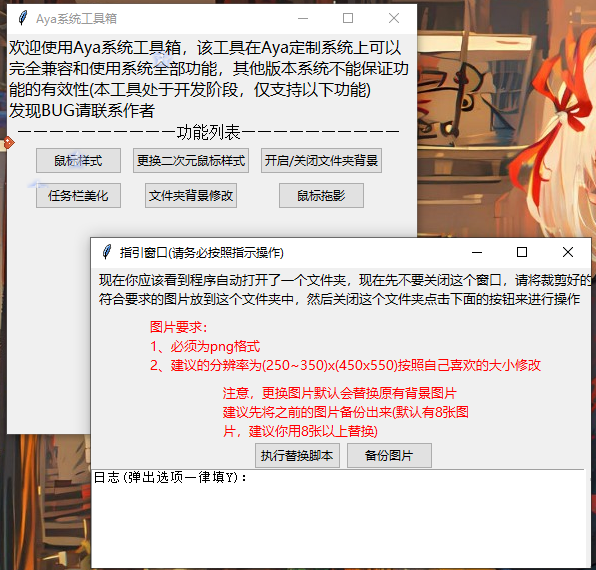 Aya系统工具箱
欢迎使用Aya系统工具箱，该工具在Aya定制系统上可以
完全兼容和使用系统全部功能，其他版本系统不能保证功
能的有效性(本工具处于开发阶段，仅支持以下功能)
发现BUG请联系作者
－－－－－－－－－－功能列表－－－－－－－－－－
鼠标样式 更换二次元鼠标样式 开启/关闭文件夹背景
任务栏美化 文件夹背景修改 鼠标拖影
指引窗口(请务必按照指示操作)
现在你应该看到程序自动打开了一个文件夹，现在先不要关闭这个窗口，请将裁剪好的
符合要求的图片放到这个文件夹中，然后关闭这个文件夹点击下面的按钮来进行操作
图片要求：
1、必须为png格式
2、建议的分辨率为(250~350)x(450x550)按照自己喜欢的大小修改
注意，更换图片默认会替换原有背景图片
建议先将之前的图片备份出来(默认有8张图
片，建议你用8张以上替换)
执行替换脚本 备份图片
日志(弹出选项一律填Y)：